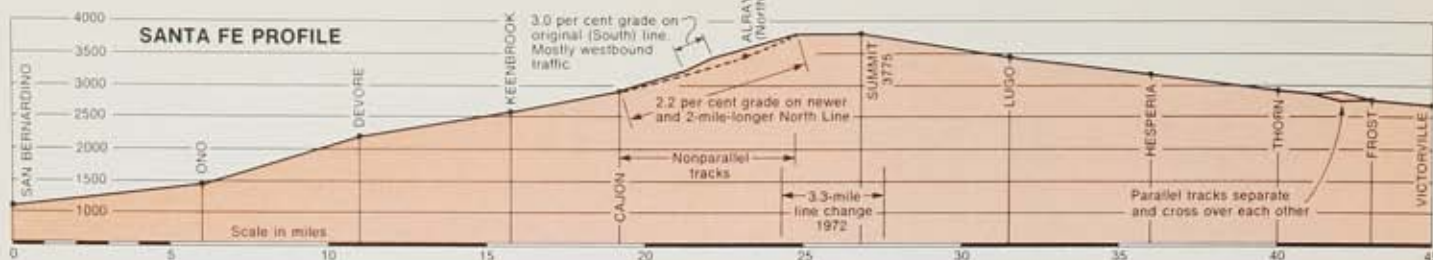 SANTA FE PROFILE
4000
3500
3000
2500
2000
1500
1000
SAN BERNARDINO
ONO
DEVORE
KEENBROOK
CAJON
3.0 per cent grade on
original (South) line.
Mostly westbound
traffic
ALRAY
(North
2.2 per cent grade on newer
and 2-mile-longer North Line
Nonparallel
tracks
3.3-mile
line change
1972
SUMMIT
3775
LUGO
HESPERIA
THORN
FROST
VICTORVILLE
Parallel tracks separate
and cross over each other
Scale in miles
0 5 10 15 20 25 30 35 40